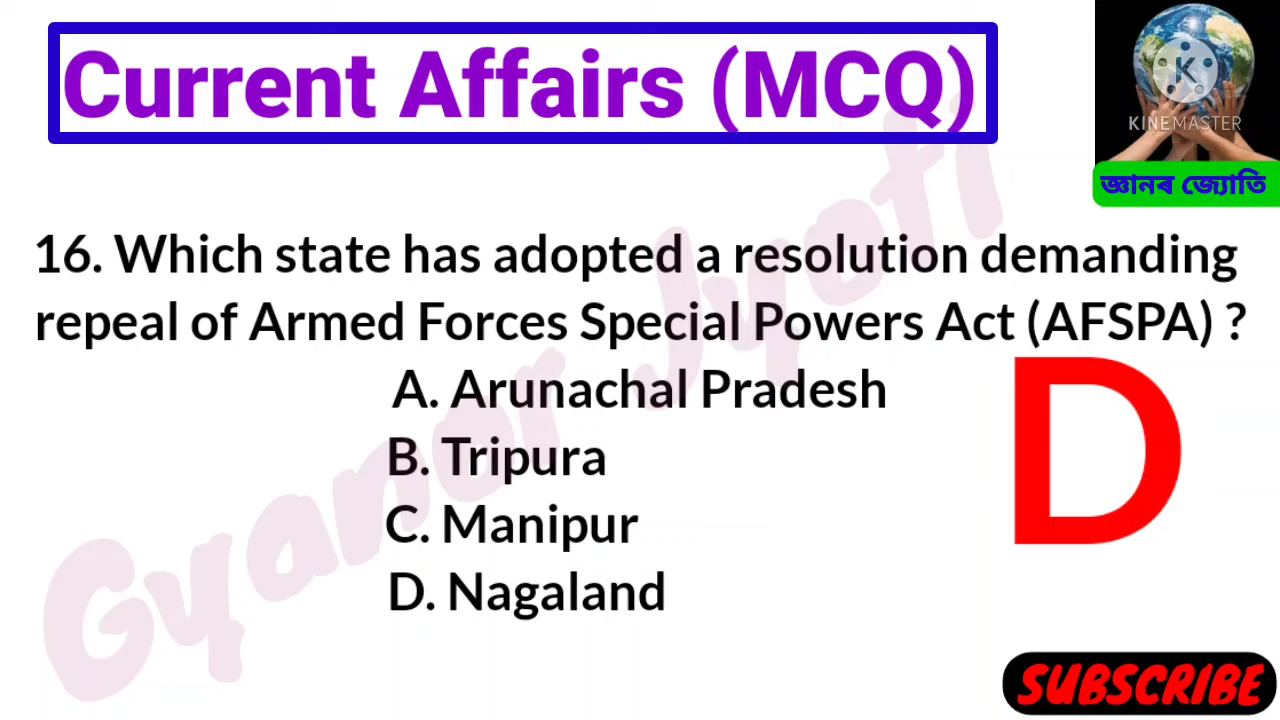 Current Affairs (MCQ)
KINEMASTER
জ্ঞানৰ জ্যোতি
16. Which state has adopted a resolution demanding
repeal of Armed Forces Special Powers Act (AFSPA) ?
A. Arunachal Pradesh
B. Tripura
C. Manipur
D. Nagaland
D
Gyanor Jyoti
SUBSCRIBE